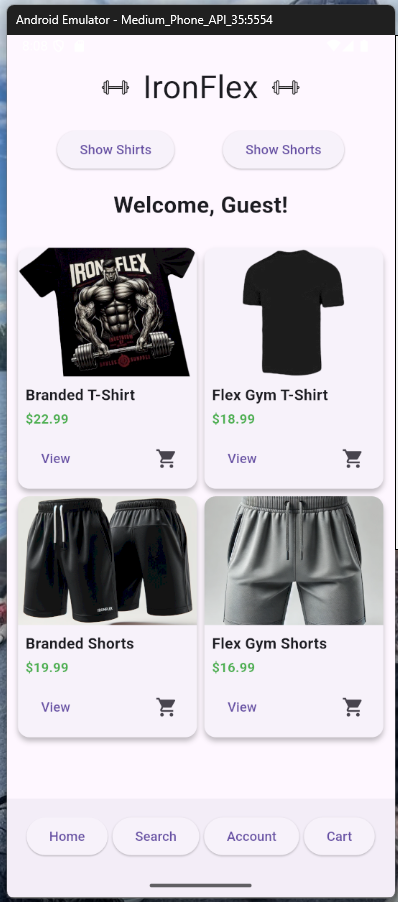 Android Emulator - Medium_Phone_API_35:5554
IronFlex
Show Shirts Show Shorts
Welcome, Guest!
IRON FLEX
Branded T-Shirt Flex Gym T-Shirt
$22.99 $18.99
View View
Branded Shorts Flex Gym Shorts
$19.99 $16.99
View View
Home Search Account Cart